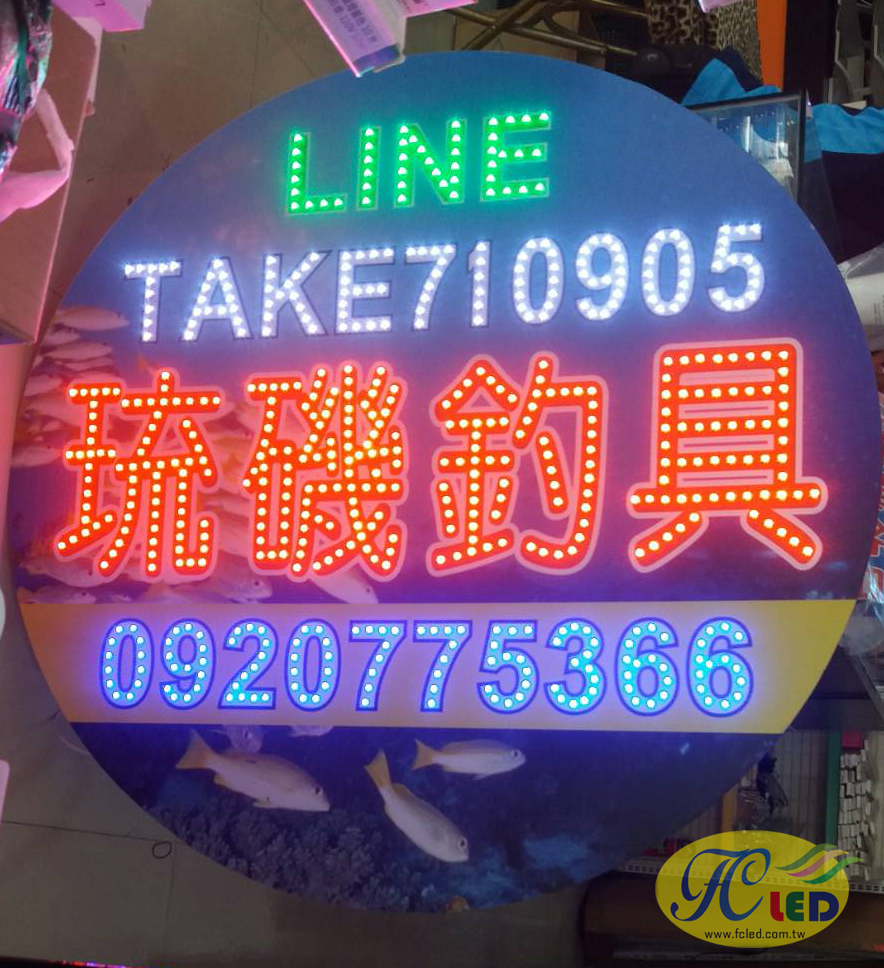 LINE
TAKE710905
琉磯釣具
0920775366
FC LED
www.fcled.com.tw